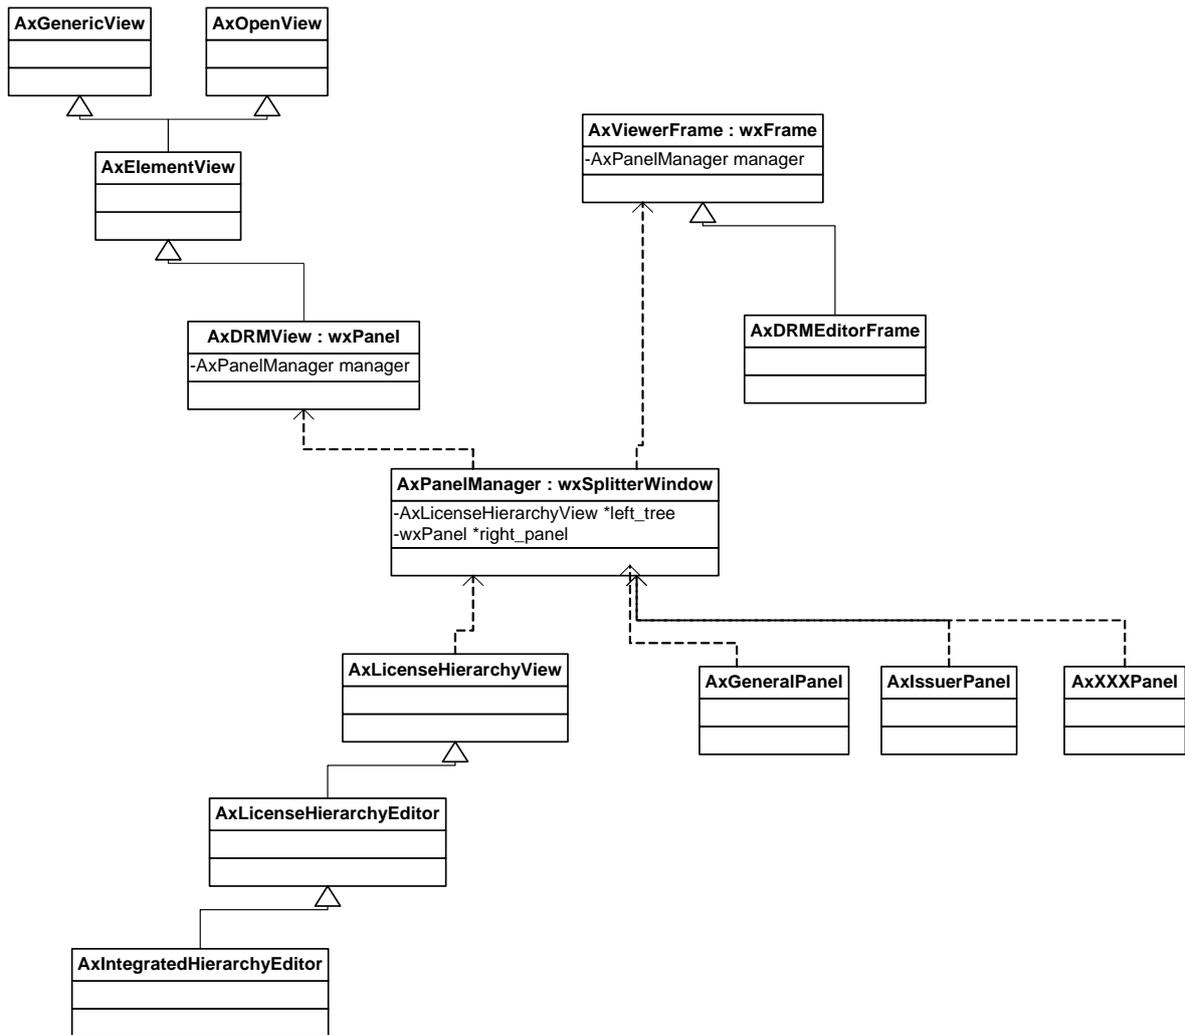 AxGenericView
AxOpenView
AxViewerFrame : wxFrame
-AxPanelManager manager
AxElementView
AxDRMView : wxPanel
-AxPanelManager manager
AxDRMEditorFrame
AxPanelManager : wxSplitterWindow
-AxLicenseHierarchyView *left_tree
-wxPanel *right_panel
AxLicenseHierarchyView
AxGeneralPanel
AxIssuerPanel
AxXXXPanel
AxLicenseHierarchyEditor
AxIntegratedHierarchyEditor